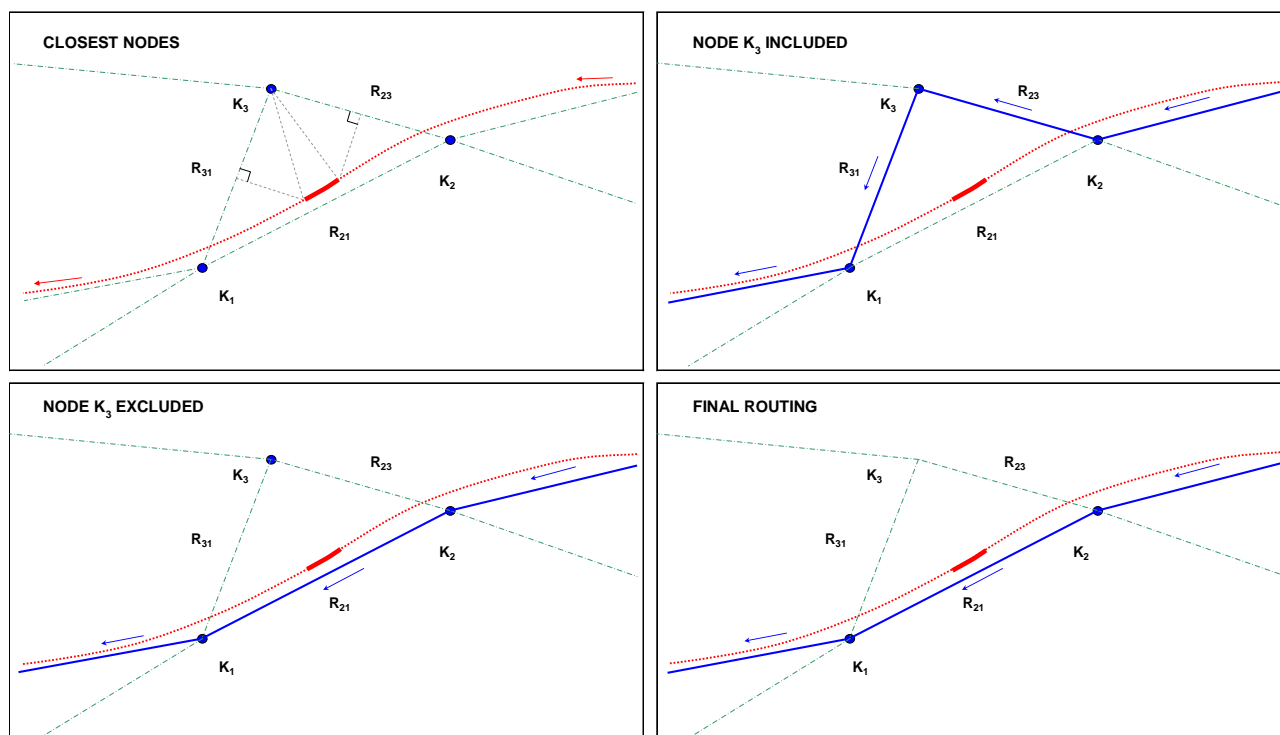 CLOSEST NODES
R₂₃
K₃
R₃₁
K₂
R₂₁
K₁
NODE K₃ INCLUDED
R₂₃
K₃
R₃₁
K₂
R₂₁
K₁
NODE K₃ EXCLUDED
R₂₃
K₃
R₃₁
K₂
R₂₁
K₁
FINAL ROUTING
R₂₃
K₃
R₃₁
K₂
R₂₁
K₁